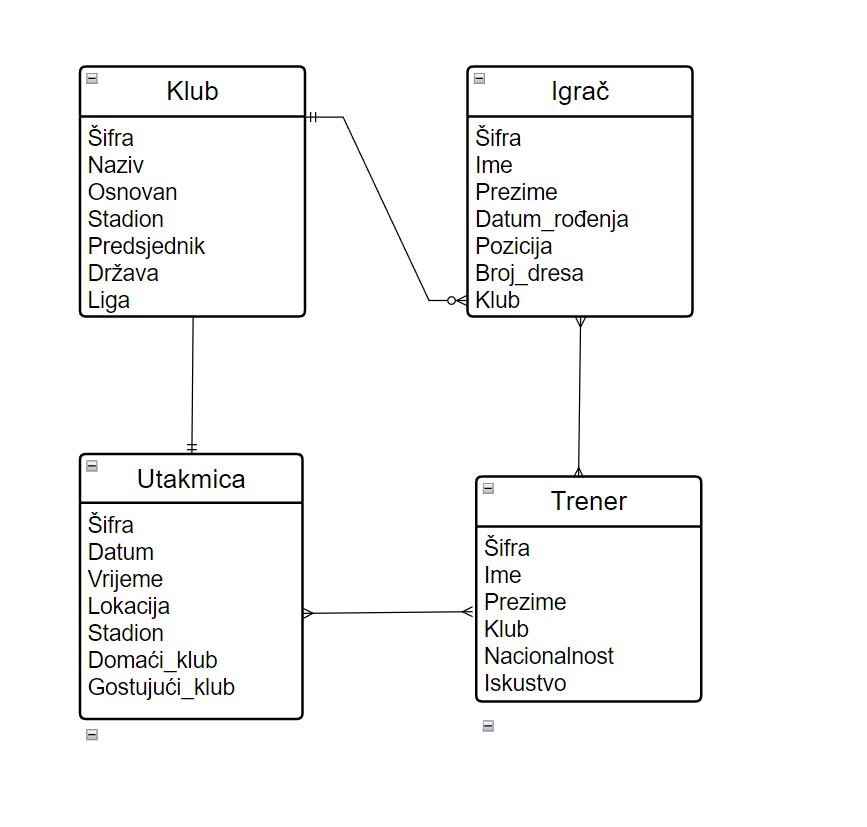 Klub
Šifra
Naziv
Osnovan
Stadion
Predsjednik
Država
Liga
Igrač
Šifra
Ime
Prezime
Datum_rođenja
Pozicija
Broj_dresa
Klub
Utakmica
Šifra
Datum
Vrijeme
Lokacija
Stadion
Domaći_klub
Gostujući_klub
Trener
Šifra
Ime
Prezime
Klub
Nacionalnost
Iskustvo